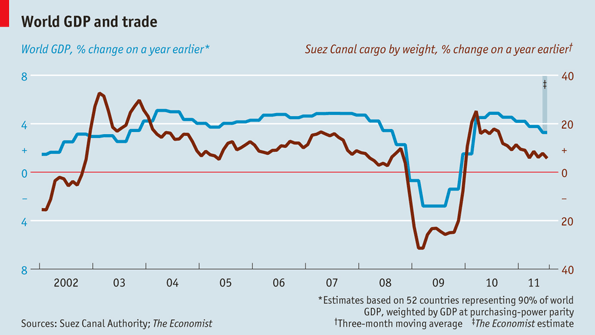 World GDP and trade
World GDP, % change on a year earlier* Suez Canal cargo by weight, % change on a year earlier†
8 40
‡
4 20
+ +
0 0
– –
4 20
8 40
2002 03 04 05 06 07 08 09 10 11
*Estimates based on 52 countries representing 90% of world
GDP, weighted by GDP at purchasing-power parity
Sources: Suez Canal Authority; The Economist †Three-month moving average ‡The Economist estimate